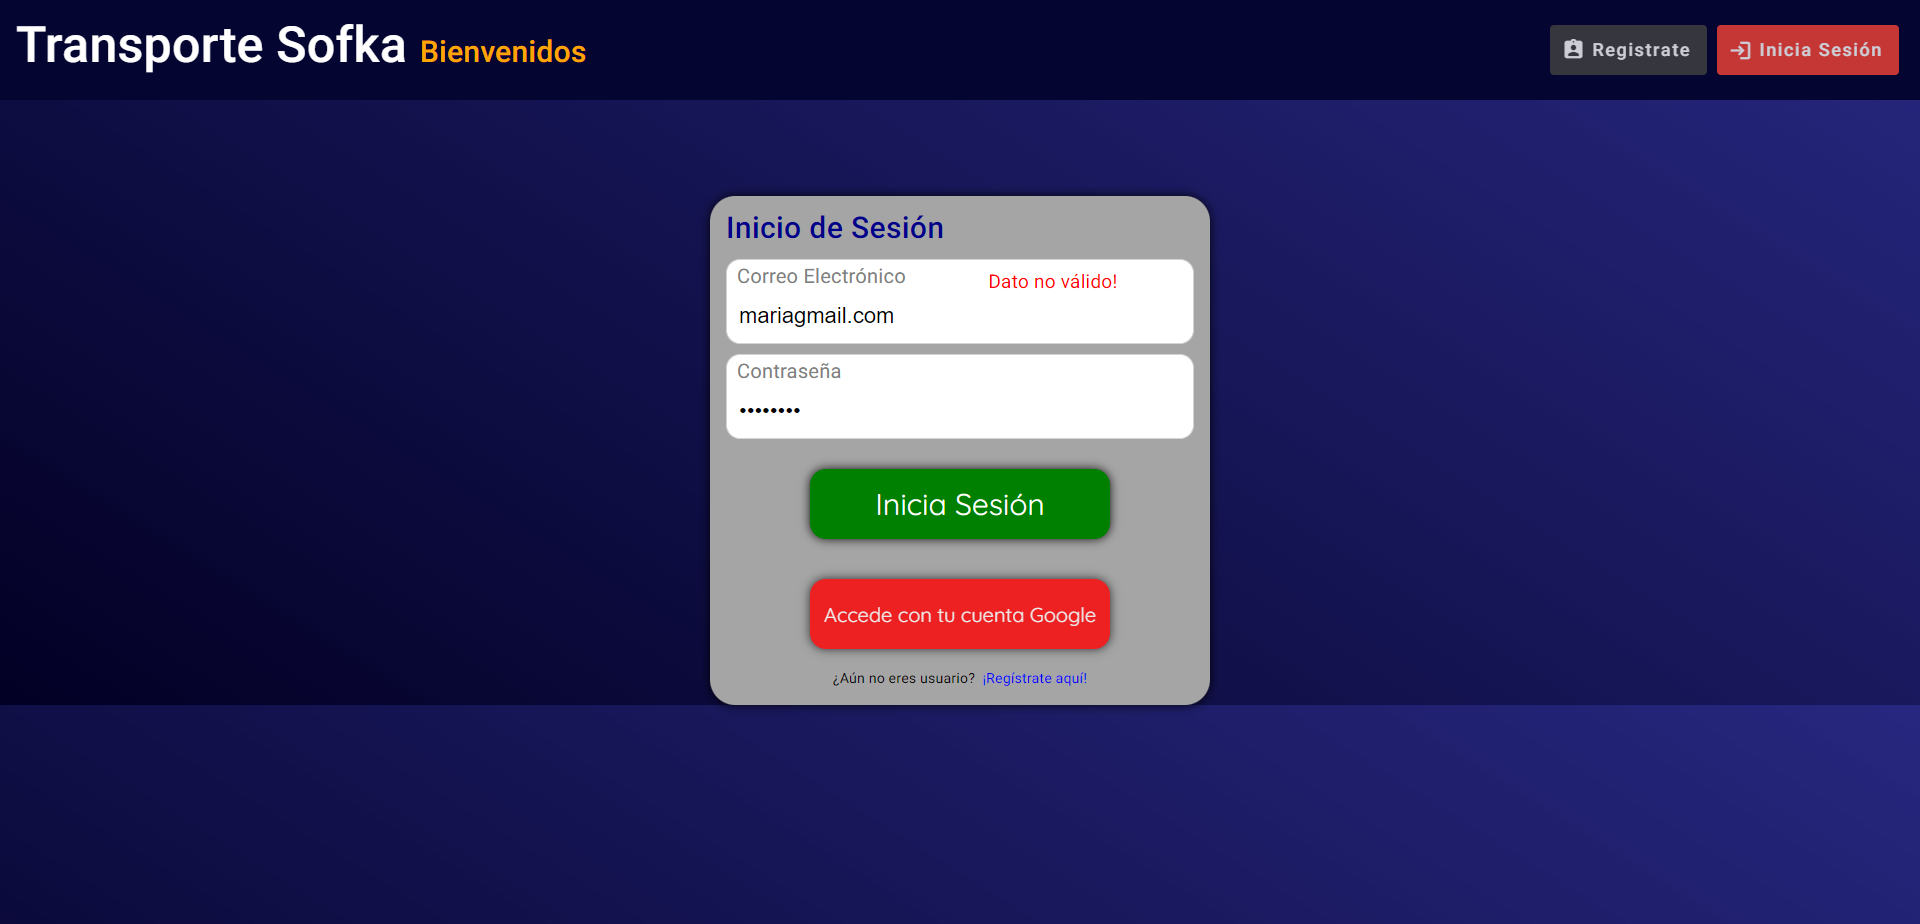 Transporte Sofka Bienvenidos
Registrate
Inicia Sesión
Inicio de Sesión
Correo Electrónico
Dato no válido!
mariagmail.com
Contraseña
••••••••
Inicia Sesión
Accede con tu cuenta Google
¿Aún no eres usuario? ¡Regístrate aquí!